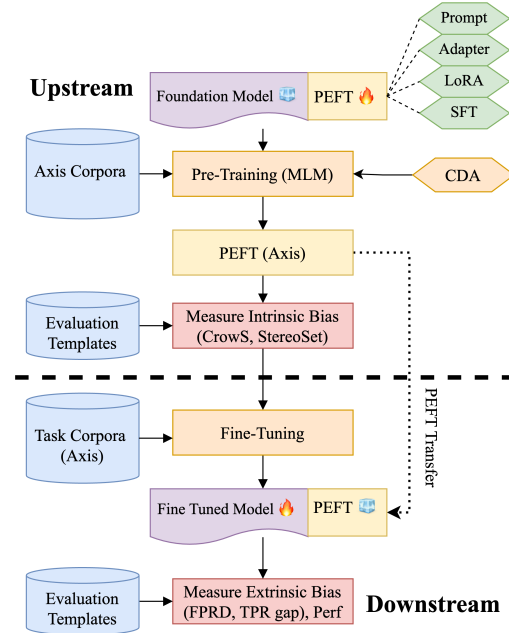 Prompt
Adapter
LoRA
SFT
Upstream
Foundation Model
PEFT
Axis Corpora
Pre-Training (MLM)
CDA
PEFT (Axis)
Evaluation
Templates
Measure Intrinsic Bias
(CrowS, StereoSet)
PEFT Transfer
Task Corpora
(Axis)
Fine-Tuning
Fine Tuned Model
PEFT
Evaluation
Templates
Measure Extrinsic Bias
(FPRD, TPR gap), Perf
Downstream